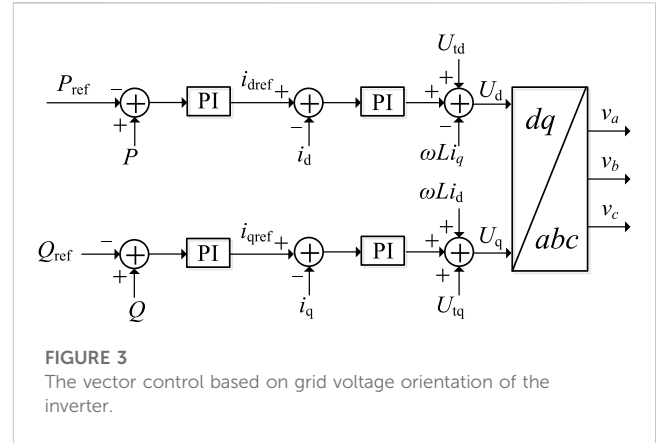 P_ref − + P PI i_dref + − i_d PI + + − U_td ωLi_q U_d
Q_ref − + Q PI i_qref + − i_q PI + + + ωLi_d U_tq U_q
dq
abc
v_a
v_b
v_c
FIGURE 3
The vector control based on grid voltage orientation of the
inverter.